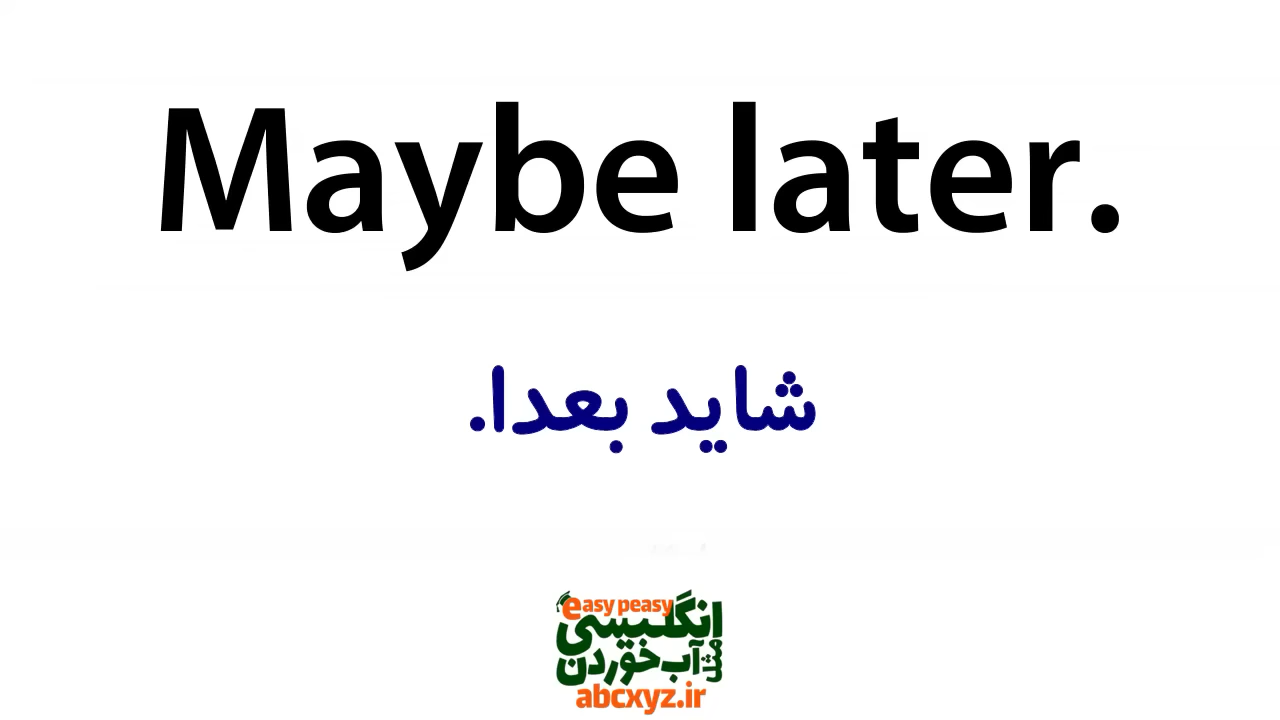 Maybe later.
شاید بعدا.
easy peasy
انگلیسی
مثل آب خوردن
abcxyz.ir